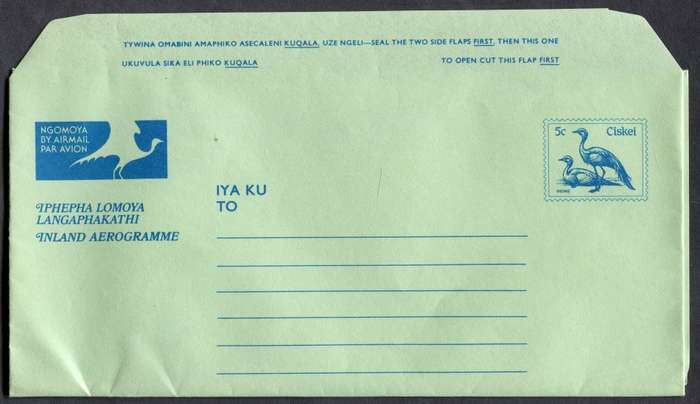 TYWINA OMABINI AMAPHIKO ASECALENI KUQALA, UZE NGELI—SEAL THE TWO SIDE FLAPS FIRST, THEN THIS ONE
UKUVULA SIKA ELI PHIKO KUQALA TO OPEN CUT THIS FLAP FIRST
NGOMOYA
BY AIRMAIL
PAR AVION
5c Ciskei
IPHEPHA LOMOYA
LANGAPHAKATHI
INLAND AEROGRAMME
IYA KU
TO